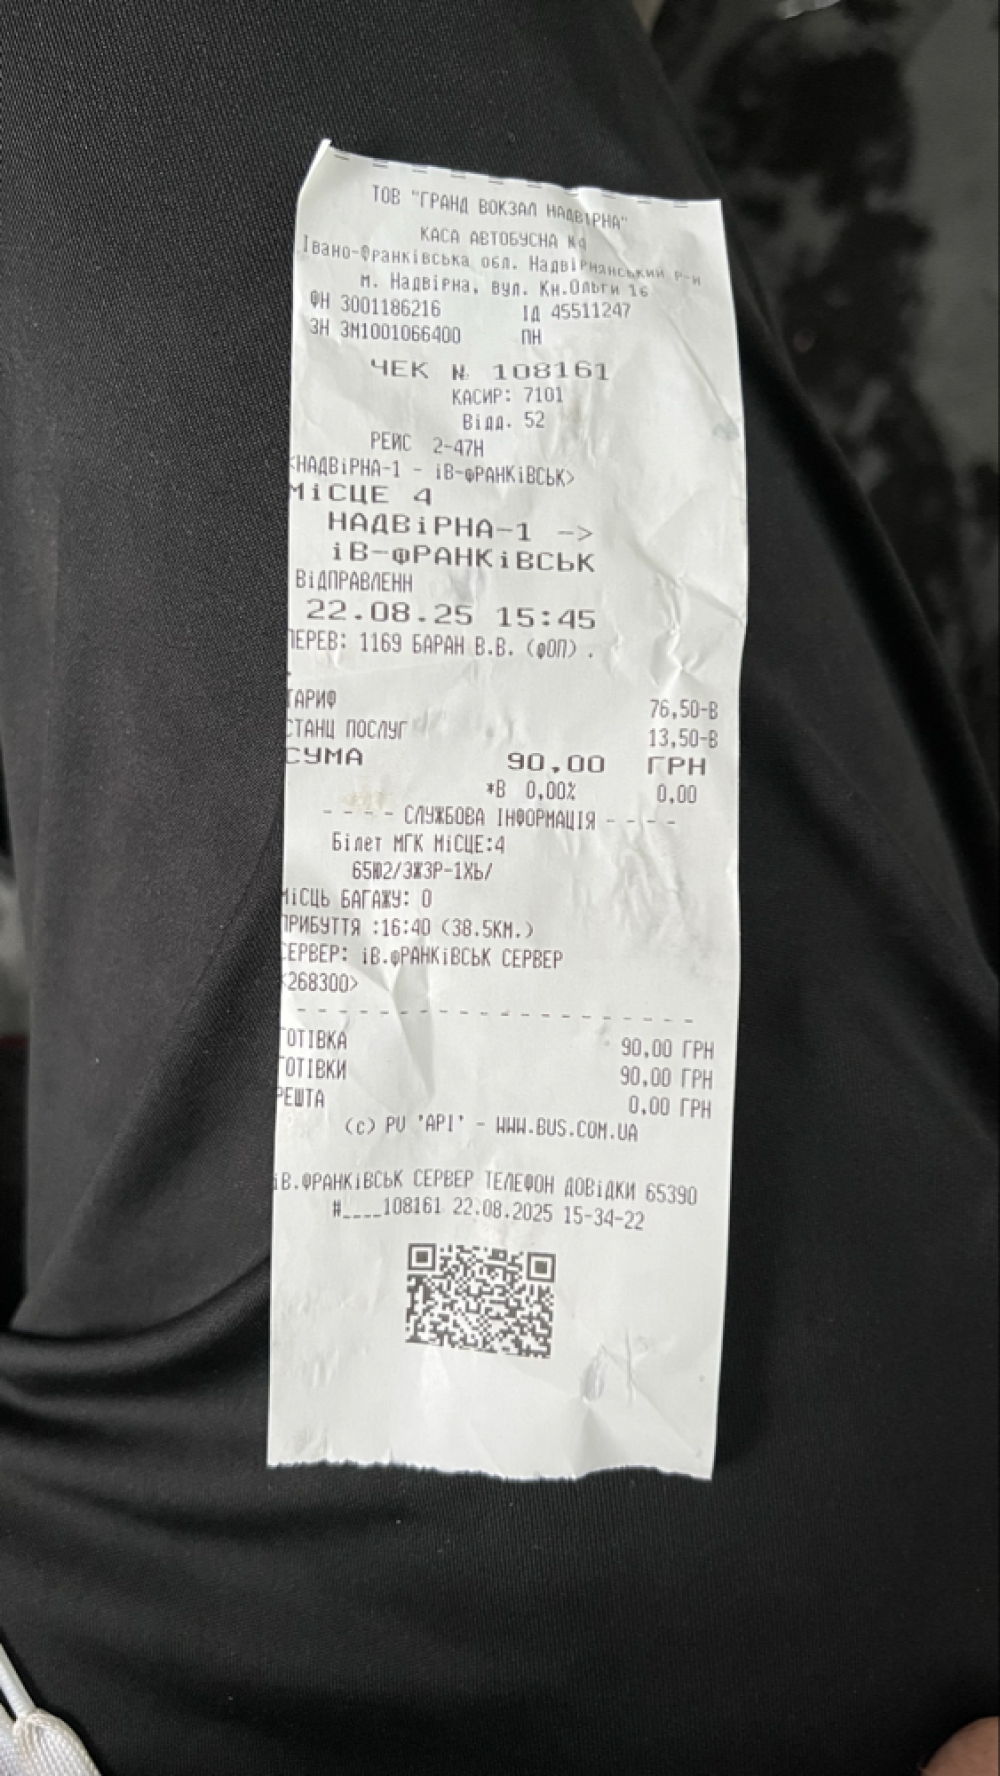 ТОВ "ГРАНД ВОКЗАЛ НАДВІРНА"
КАСА АВТОБУСНА №4
Івано-Франківська обл. Надвірнянський р-н
м. Надвірна, вул. Кн.Ольги 16
ФН 3001186216 ІД 45511247
ЗН ЗМ1001066400 ПН
ЧЕК № 108161
КАСИР: 7101
Відд. 52
РЕЙС 2-47Н
<НАДВіРНА-1 - іВ-фРАНКіВСЬК>
МіСЦЕ 4
НАДВіРНА-1 ->
іВ-фРАНКіВСЬК
ВіДПРАВЛЕНН
22.08.25 15:45
ПЕРЕВ: 1169 БАРАН В.В. (фОП) .
.
ТАРИФ 76,50-В
СТАНЦ ПОСЛУГ 13,50-В
СУМА 90,00 ГРН
*В 0,00% 0,00
- - - - СЛУЖБОВА ІНФОРМАЦІЯ - - - -
Білет МГК МіСЦЕ:4
65Ю2/ЗЖЗР-1ХЬ/
МіСЦЬ БАГАЖУ: 0
ПРИБУТТЯ :16:40 (38.5КМ.)
СЕРВЕР: іВ.фРАНКіВСЬК СЕРВЕР
<268300>
ГОТІВКА 90,00 ГРН
ГОТІВКИ 90,00 ГРН
РЕШТА 0,00 ГРН
(c) PV 'API' - WWW.BUS.COM.UA
іВ.ФРАНКіВСЬК СЕРВЕР ТЕЛЕФОН ДОВіДКИ 65390
#____108161 22.08.2025 15-34-22